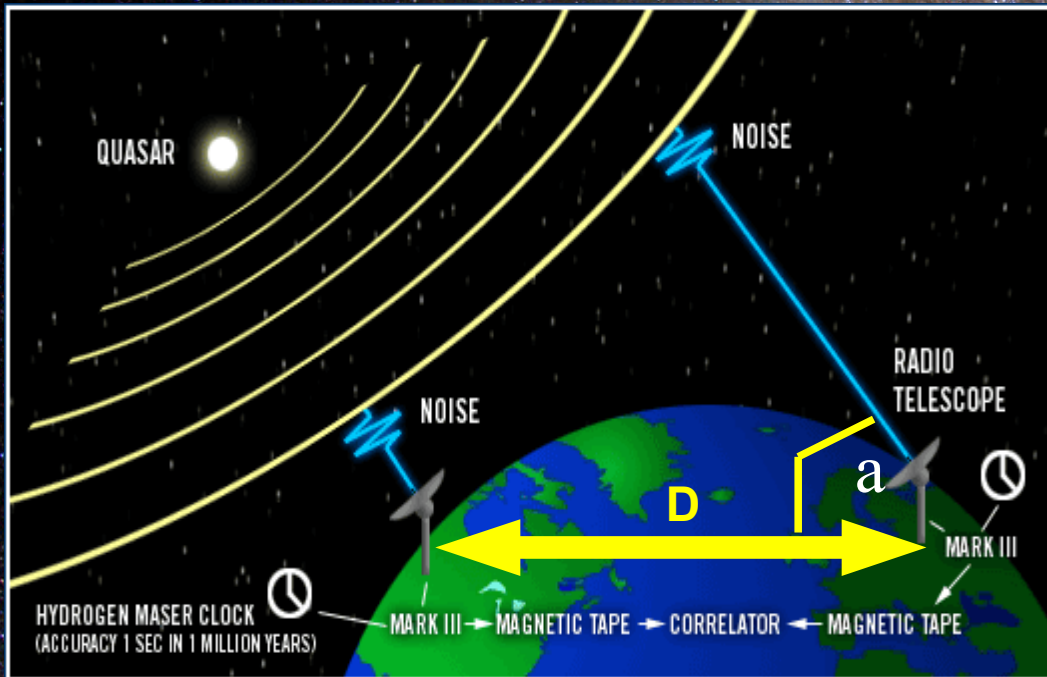 QUASAR
NOISE
RADIO
TELESCOPE
NOISE
a
D
MARK III
HYDROGEN MASER CLOCK
(ACCURACY 1 SEC IN 1 MILLION YEARS)
MARK III MAGNETIC TAPE CORRELATOR MAGNETIC TAPE